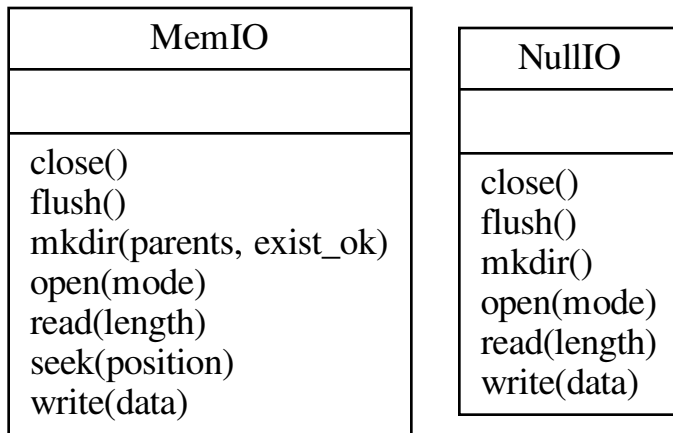 MemIO
close()
flush()
mkdir(parents, exist_ok)
open(mode)
read(length)
seek(position)
write(data)
NullIO
close()
flush()
mkdir()
open(mode)
read(length)
write(data)